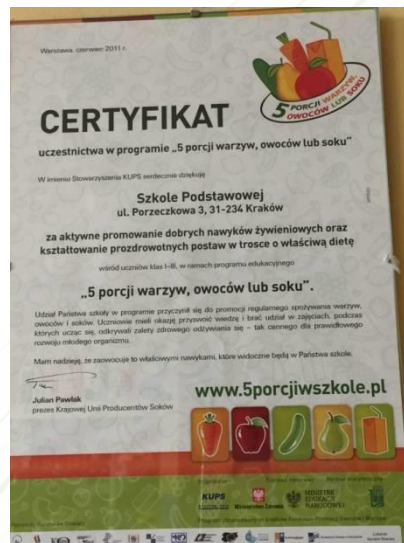 Warszawa, czerwiec 2011 r.
5 PORCJI WARZYW,
OWOCÓW LUB SOKU
CERTYFIKAT
uczestnictwa w programie „5 porcji warzyw, owoców lub soku”
W imieniu Stowarzyszenia KUPS serdecznie dziękuję
Szkole Podstawowej
ul. Porzeczkowa 3, 31-234 Kraków
za aktywne promowanie dobrych nawyków żywieniowych oraz
kształtowanie prozdrowotnych postaw w trosce o właściwą dietę
wśród uczniów klas I–III, w ramach programu edukacyjnego
„5 porcji warzyw, owoców lub soku”.
Udział Państwa szkoły w programie przyczynił się do promocji regularnego spożywania warzyw,
owoców i soków. Uczniowie mieli okazję przyswoić wiedzę i brać udział w zajęciach, podczas
których ucząc się, odkrywali zalety zdrowego odżywiania się – tak cennego dla prawidłowego
rozwoju młodego organizmu.
Mam nadzieję, że zaowocuje to właściwymi nawykami, które widoczne będą w Państwa szkole.
Julian Pawlak
prezes Krajowej Unii Producentów Soków
www.5porcjiwszkole.pl
KUPS
Ministerstwo Zdrowia
MINISTER
EDUKACJI
NARODOWEJ